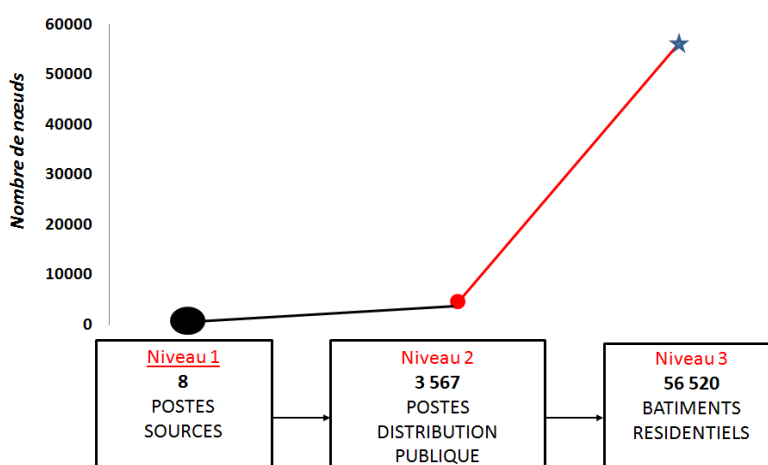 60000
50000
40000
30000
20000
10000
0
Nombre de nœuds
Niveau 1
8
POSTES
SOURCES
Niveau 2
3 567
POSTES
DISTRIBUTION
PUBLIQUE
Niveau 3
56 520
BATIMENTS
RESIDENTIELS